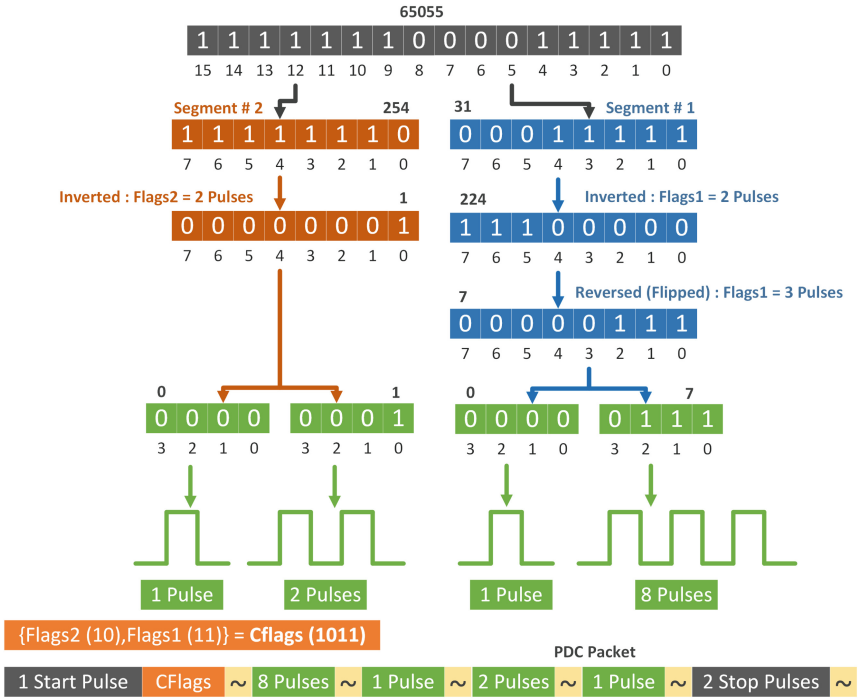 65055
1 1 1 1 1 1 1 0 0 0 0 1 1 1 1 1
15 14 13 12 11 10 9 8 7 6 5 4 3 2 1 0
Segment # 2 254 31 Segment # 1
1 1 1 1 1 1 1 0 0 0 0 1 1 1 1 1
7 6 5 4 3 2 1 0 7 6 5 4 3 2 1 0
Inverted : Flags2 = 2 Pulses 1 224 Inverted : Flags1 = 2 Pulses
0 0 0 0 0 0 0 1 1 1 1 0 0 0 0 0
7 6 5 4 3 2 1 0 7 6 5 4 3 2 1 0
7 Reversed (Flipped) : Flags1 = 3 Pulses
0 0 0 0 0 1 1 1
7 6 5 4 3 2 1 0
0 1 0 7
0 0 0 0 0 0 0 1 0 0 0 0 0 1 1 1
3 2 1 0 3 2 1 0 3 2 1 0 3 2 1 0
1 Pulse 2 Pulses 1 Pulse 8 Pulses
{Flags2 (10),Flags1 (11)} = Cflags (1011)
PDC Packet
1 Start Pulse CFlags ~ 8 Pulses ~ 1 Pulse ~ 2 Pulses ~ 1 Pulse ~ 2 Stop Pulses ~